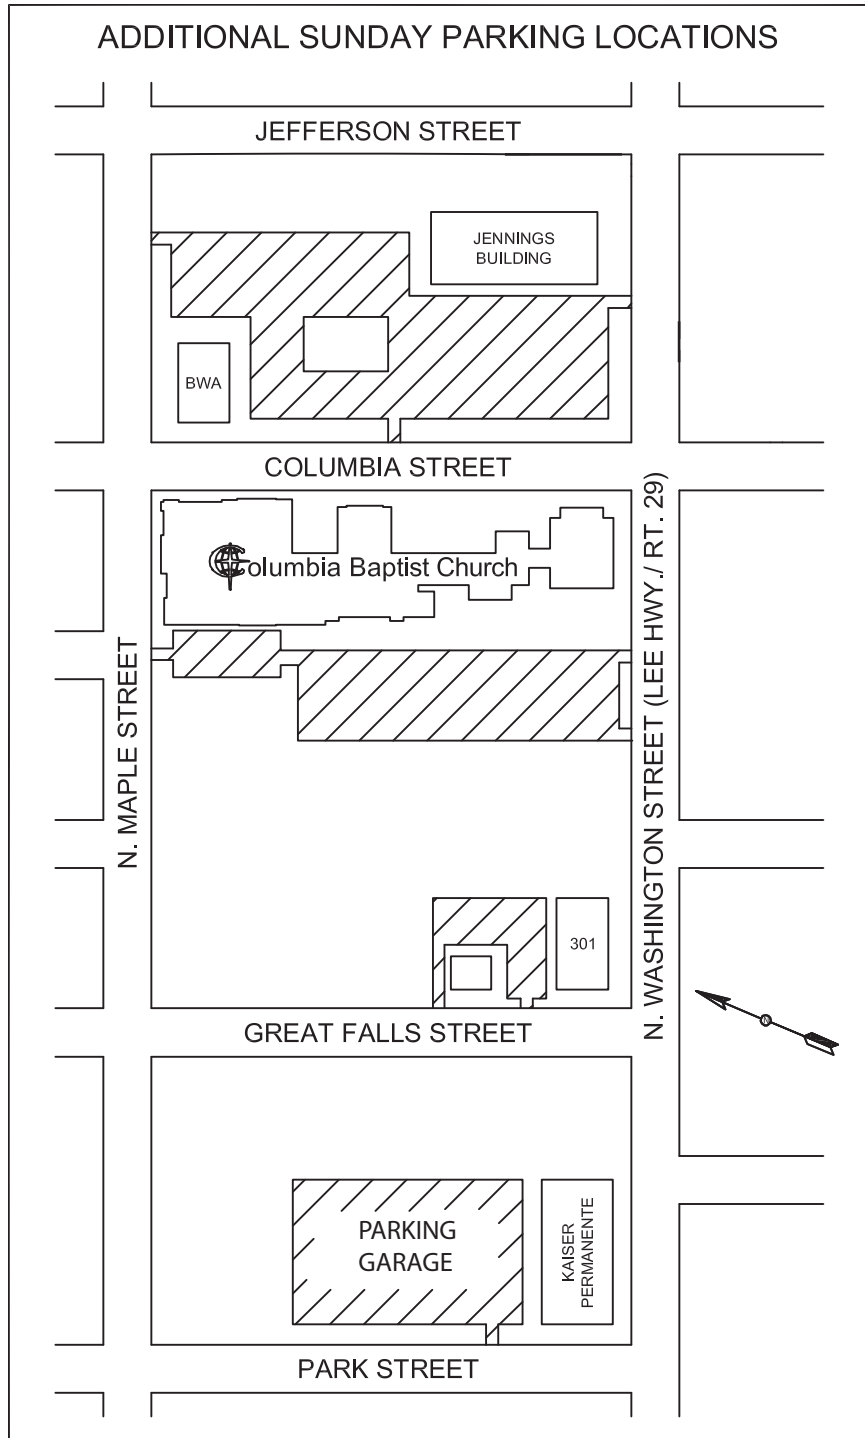 ADDITIONAL SUNDAY PARKING LOCATIONS
JEFFERSON STREET
JENNINGS
BUILDING
BWA
COLUMBIA STREET
Columbia Baptist Church
N. MAPLE STREET
N. WASHINGTON STREET (LEE HWY./ RT. 29)
301
N
GREAT FALLS STREET
PARKING
GARAGE
KAISER
PERMANENTE
PARK STREET